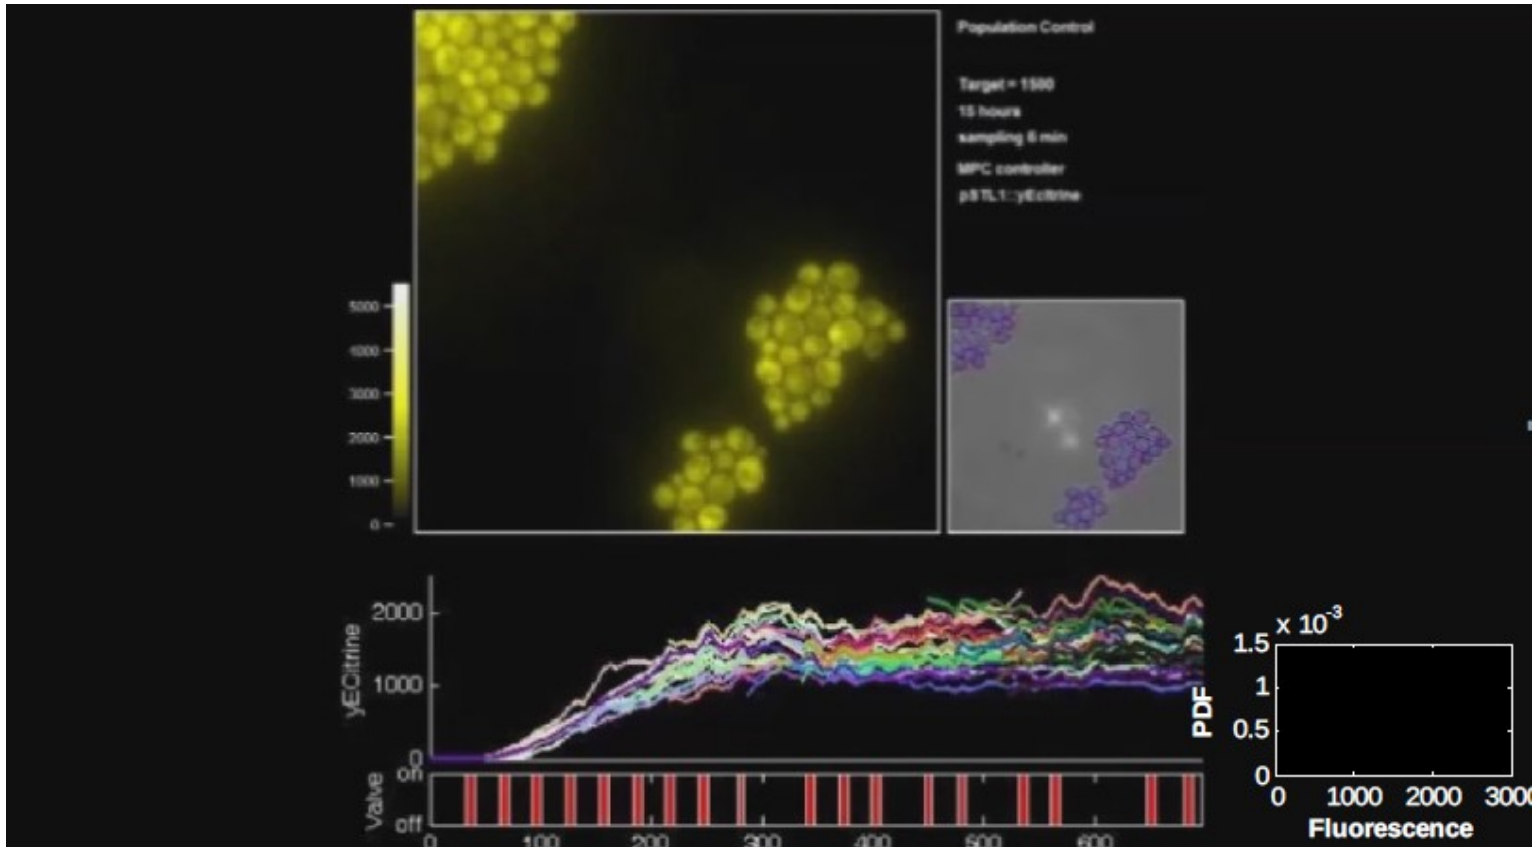 Population Control
Target = 1500
15 hours
sampling 6 min
MPC controller
pSTL1::yEcitrine
5000
4000
3000
2000
1000
0
yECitrine
2000
1000
0
Valve
on
off
0 100 200 300 400 500 600
x 10-3
PDF
1.5
1
0.5
0
0 1000 2000 3000
Fluorescence